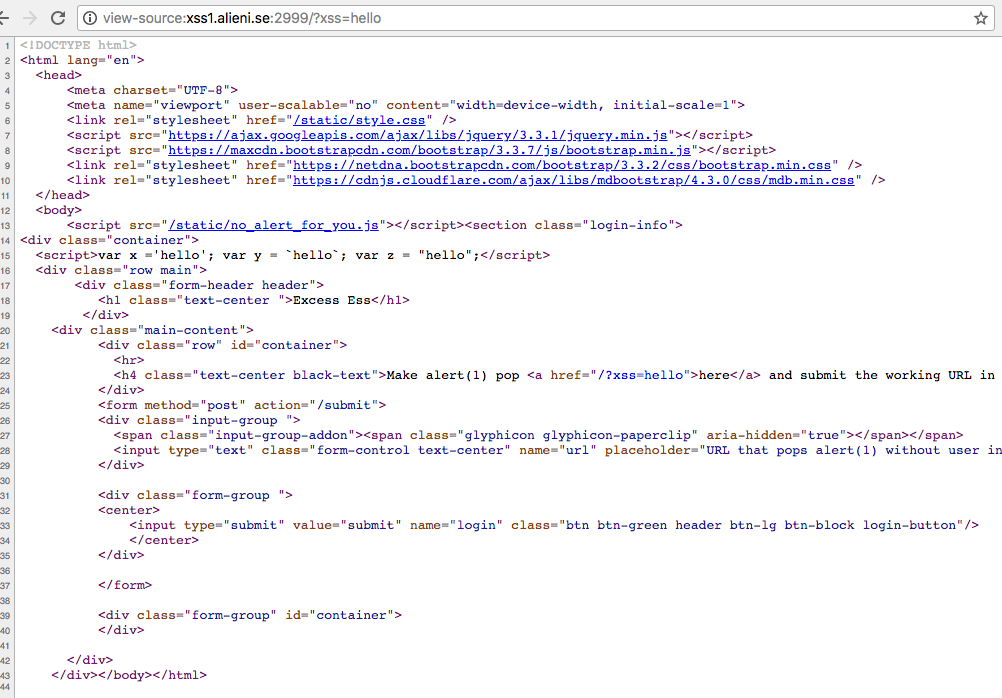 view-source:xss1.alieni.se:2999/?xss=hello
1 <!DOCTYPE html>
2 <html lang="en">
3 <head>
4 <meta charset="UTF-8">
5 <meta name="viewport" user-scalable="no" content="width=device-width, initial-scale=1">
6 <link rel="stylesheet" href="/static/style.css" />
7 <script src="https://ajax.googleapis.com/ajax/libs/jquery/3.3.1/jquery.min.js"></script>
8 <script src="https://maxcdn.bootstrapcdn.com/bootstrap/3.3.7/js/bootstrap.min.js"></script>
9 <link rel="stylesheet" href="https://netdna.bootstrapcdn.com/bootstrap/3.3.2/css/bootstrap.min.css" />
10 <link rel="stylesheet" href="https://cdnjs.cloudflare.com/ajax/libs/mdbootstrap/4.3.0/css/mdb.min.css" />
11 </head>
12 <body>
13 <script src="/static/no_alert_for_you.js"></script><section class="login-info">
14 <div class="container">
15 <script>var x ='hello'; var y = `hello`; var z = "hello";</script>
16 <div class="row main">
17 <div class="form-header header">
18 <h1 class="text-center ">Excess Ess</h1>
19 </div>
20 <div class="main-content">
21 <div class="row" id="container">
22 <hr>
23 <h4 class="text-center black-text">Make alert(1) pop <a href="/?xss=hello">here</a> and submit the working URL in
24 </div>
25 <form method="post" action="/submit">
26 <div class="input-group ">
27 <span class="input-group-addon"><span class="glyphicon glyphicon-paperclip" aria-hidden="true"></span></span>
28 <input type="text" class="form-control text-center" name="url" placeholder="URL that pops alert(1) without user in
29 </div>
30
31 <div class="form-group ">
32 <center>
33 <input type="submit" value="submit" name="login" class="btn btn-green header btn-lg btn-block login-button"/>
34 </center>
35 </div>
36
37 </form>
38
39 <div class="form-group" id="container">
40 </div>
41
42 </div>
43 </div></body></html>
44